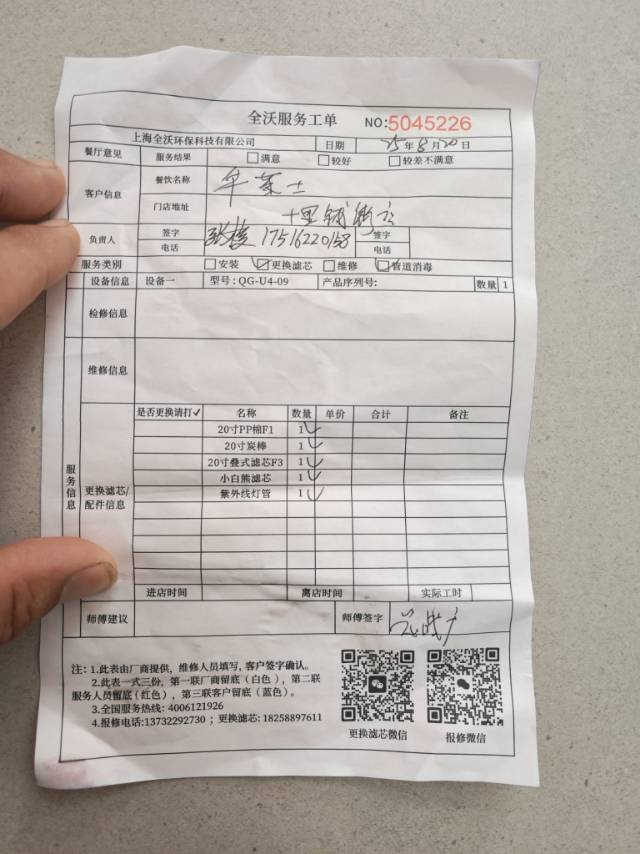 全沃服务工单 NO:5045226
上海全沃环保科技有限公司 日期 25年8月20日
餐厅意见 服务结果 满意 较好 较差不满意
客户信息 餐饮名称 华莱士
门店地址 十里铺
负责人 签字 电话 17516220158 签字 电话
服务类别 安装 更换滤芯 维修 管道消毒
设备信息 设备一 型号: QG-U4-09 产品序列号: 数量 1
检修信息
维修信息
服务信息
更换滤芯/配件信息
是否更换请打✓ 名称 数量 单价 合计 备注
20寸PP棉F1 1 ✓
20寸炭棒 1 ✓
20寸叠式滤芯F3 1 ✓
小白熊滤芯 1 ✓
紫外线灯管 1 ✓
进店时间 离店时间 实际工时
师傅建议 师傅签字
注: 1.此表由厂商提供，维修人员填写, 客户签字确认。
2.此表一式三份，第一联厂商留底(白色)，第二联
服务人员留底(红色)，第三联客户留底（蓝色）。
3.全国服务热线: 4006121926
4.报修电话:13732292730 ; 更换滤芯: 18258897611
更换滤芯微信 报修微信